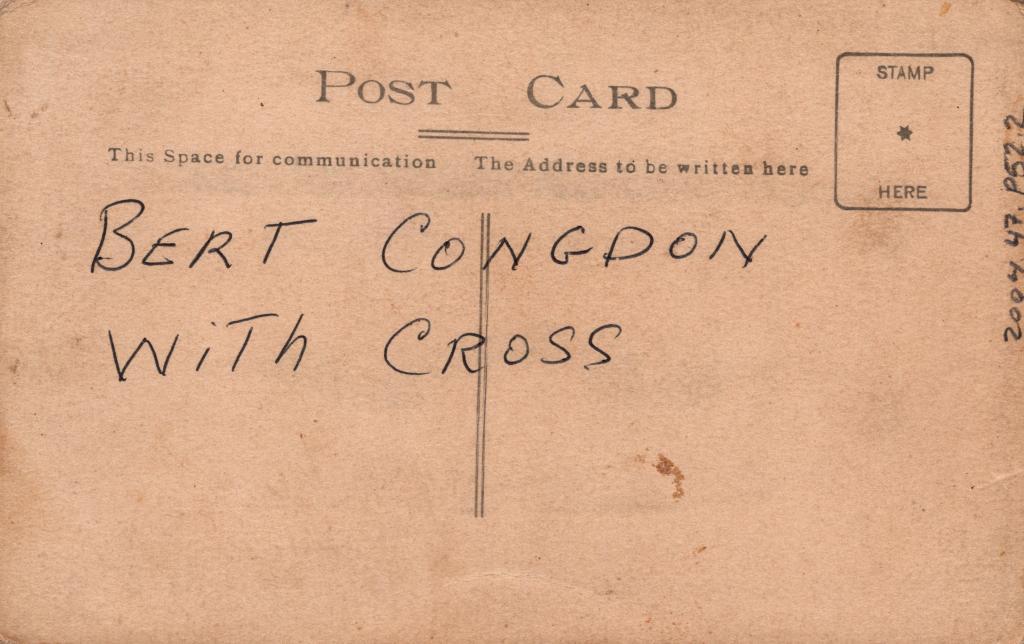 POST CARD
This Space for communication The Address to be written here
STAMP
HERE
BERT CONGDON
WiTh CROSS
2004.47.P52.2